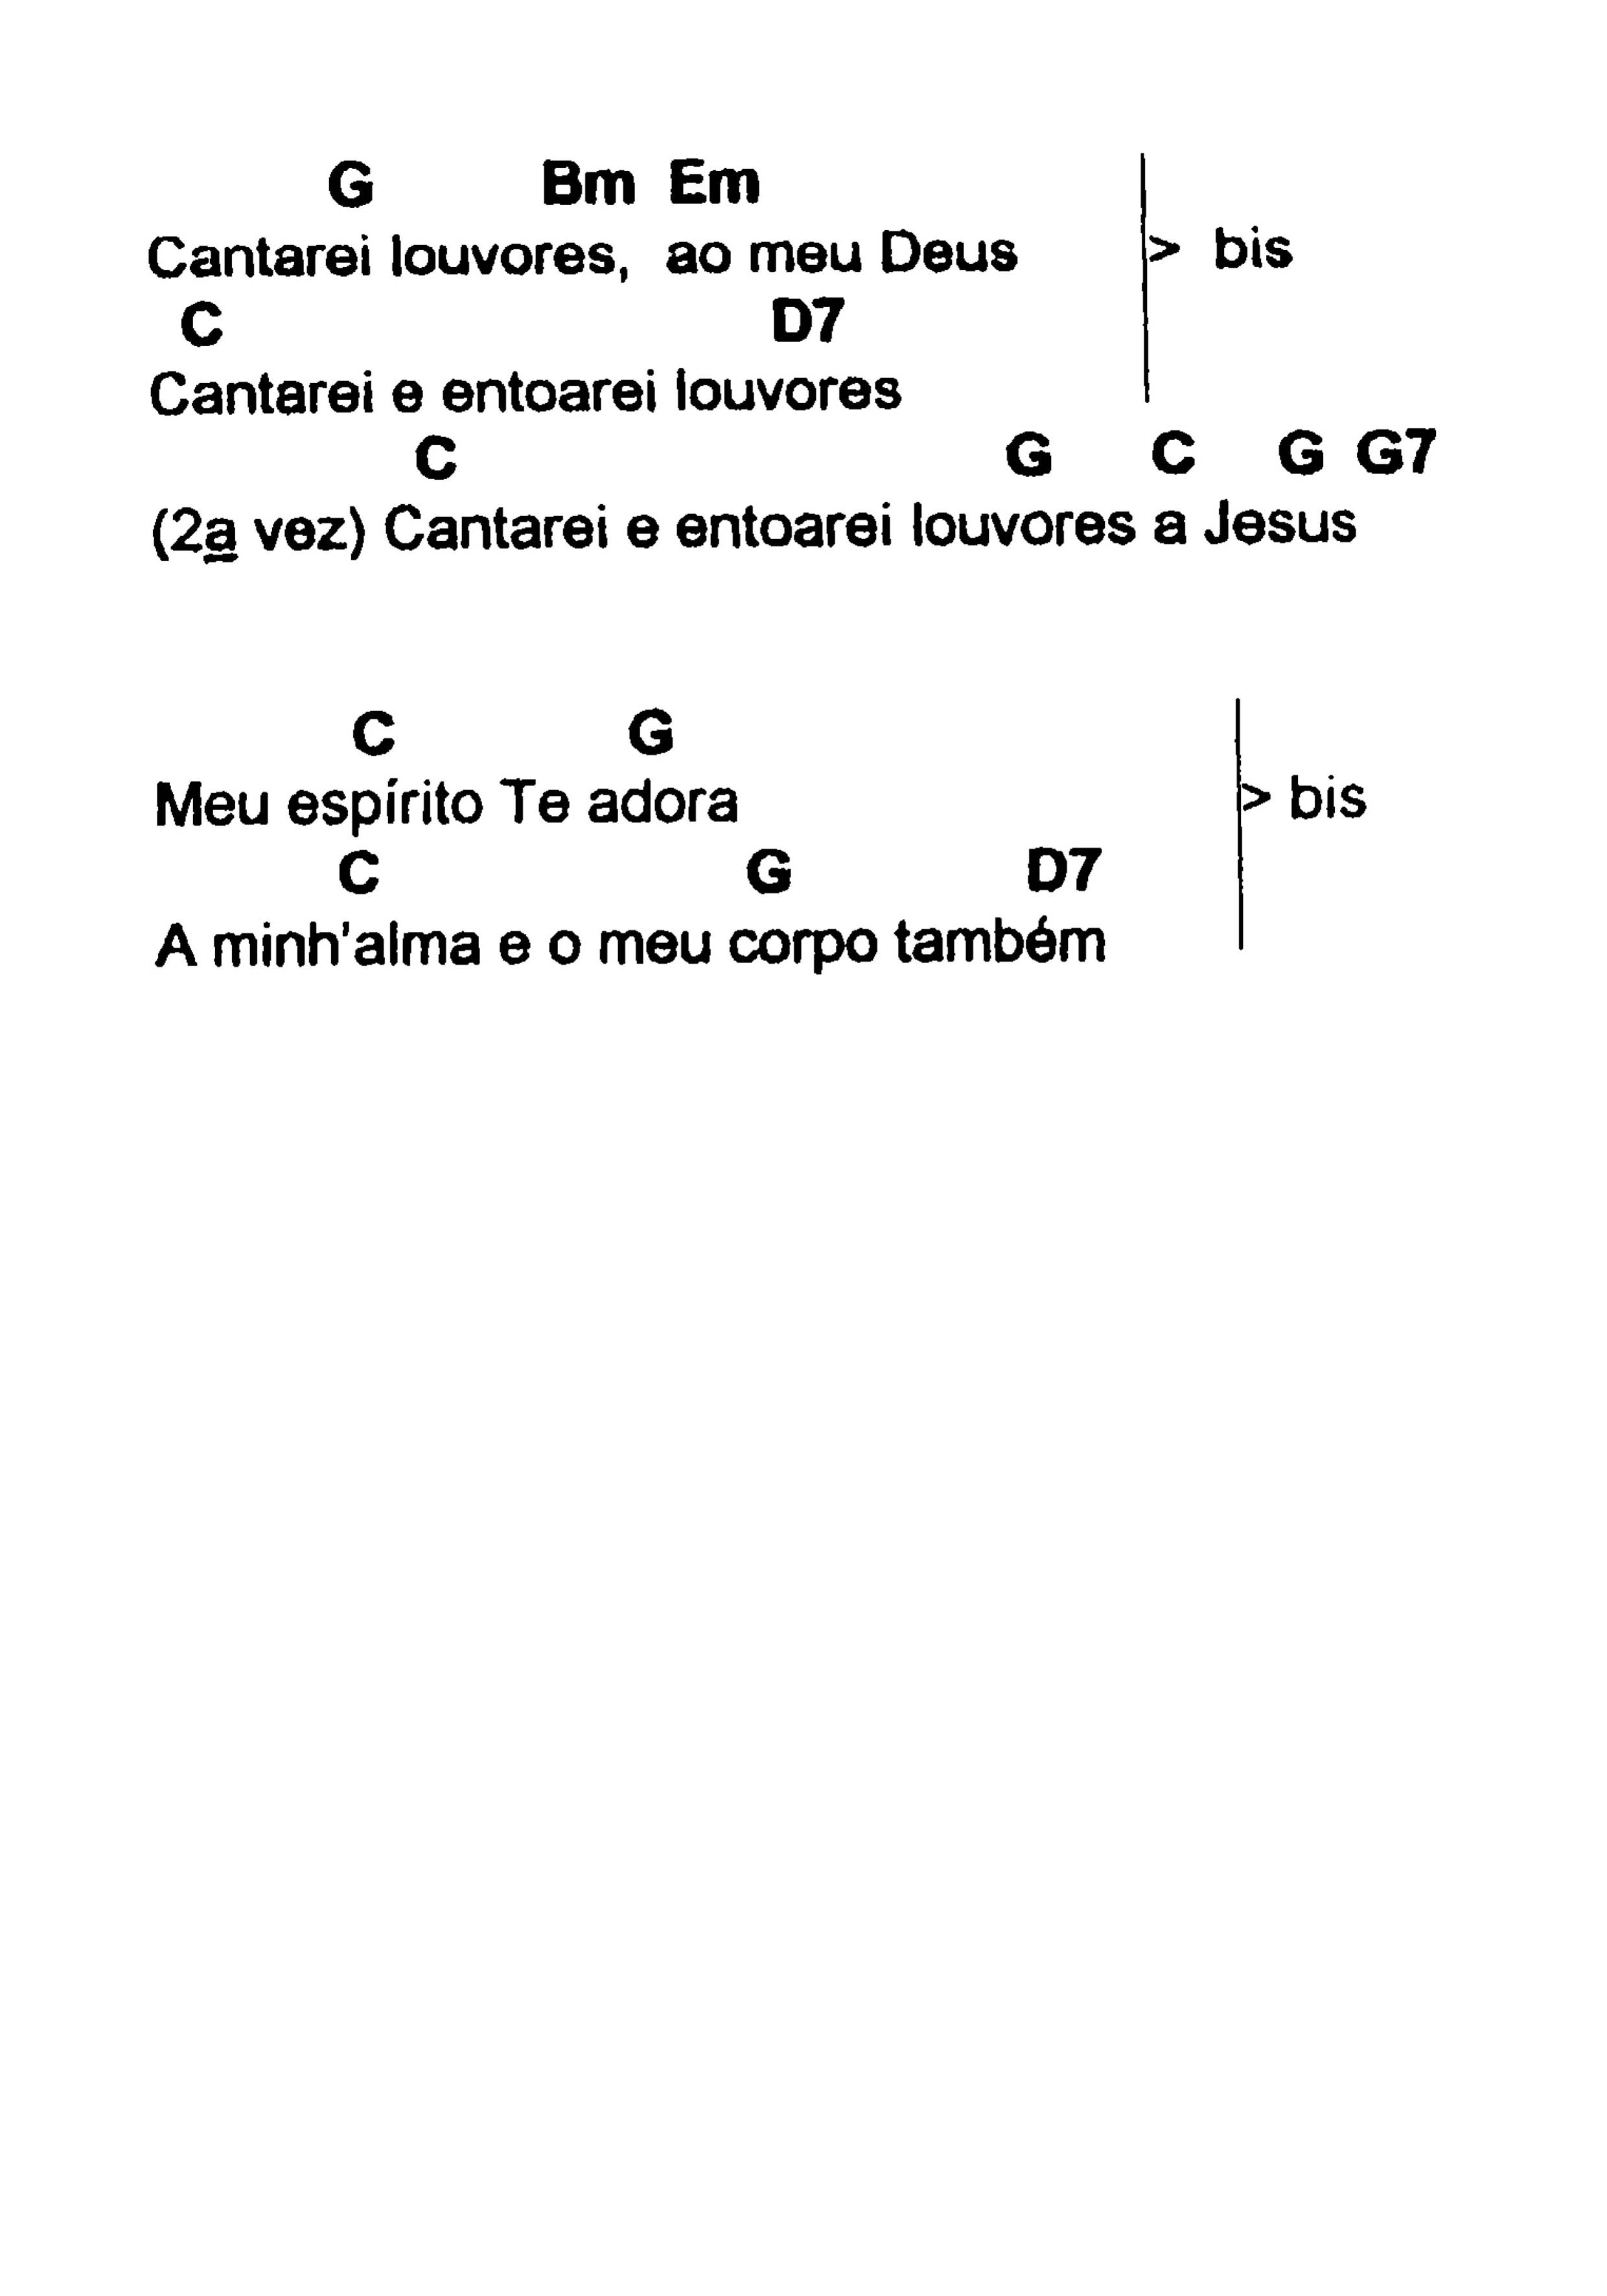 G Bm Em
Cantarei louvores, ao meu Deus > bis
C D7
Cantarei e entoarei louvores
C G C G G7
(2a vez) Cantarei e entoarei louvores a Jesus
C G
Meu espírito Te adora > bis
C G D7
A minh'alma e o meu corpo também